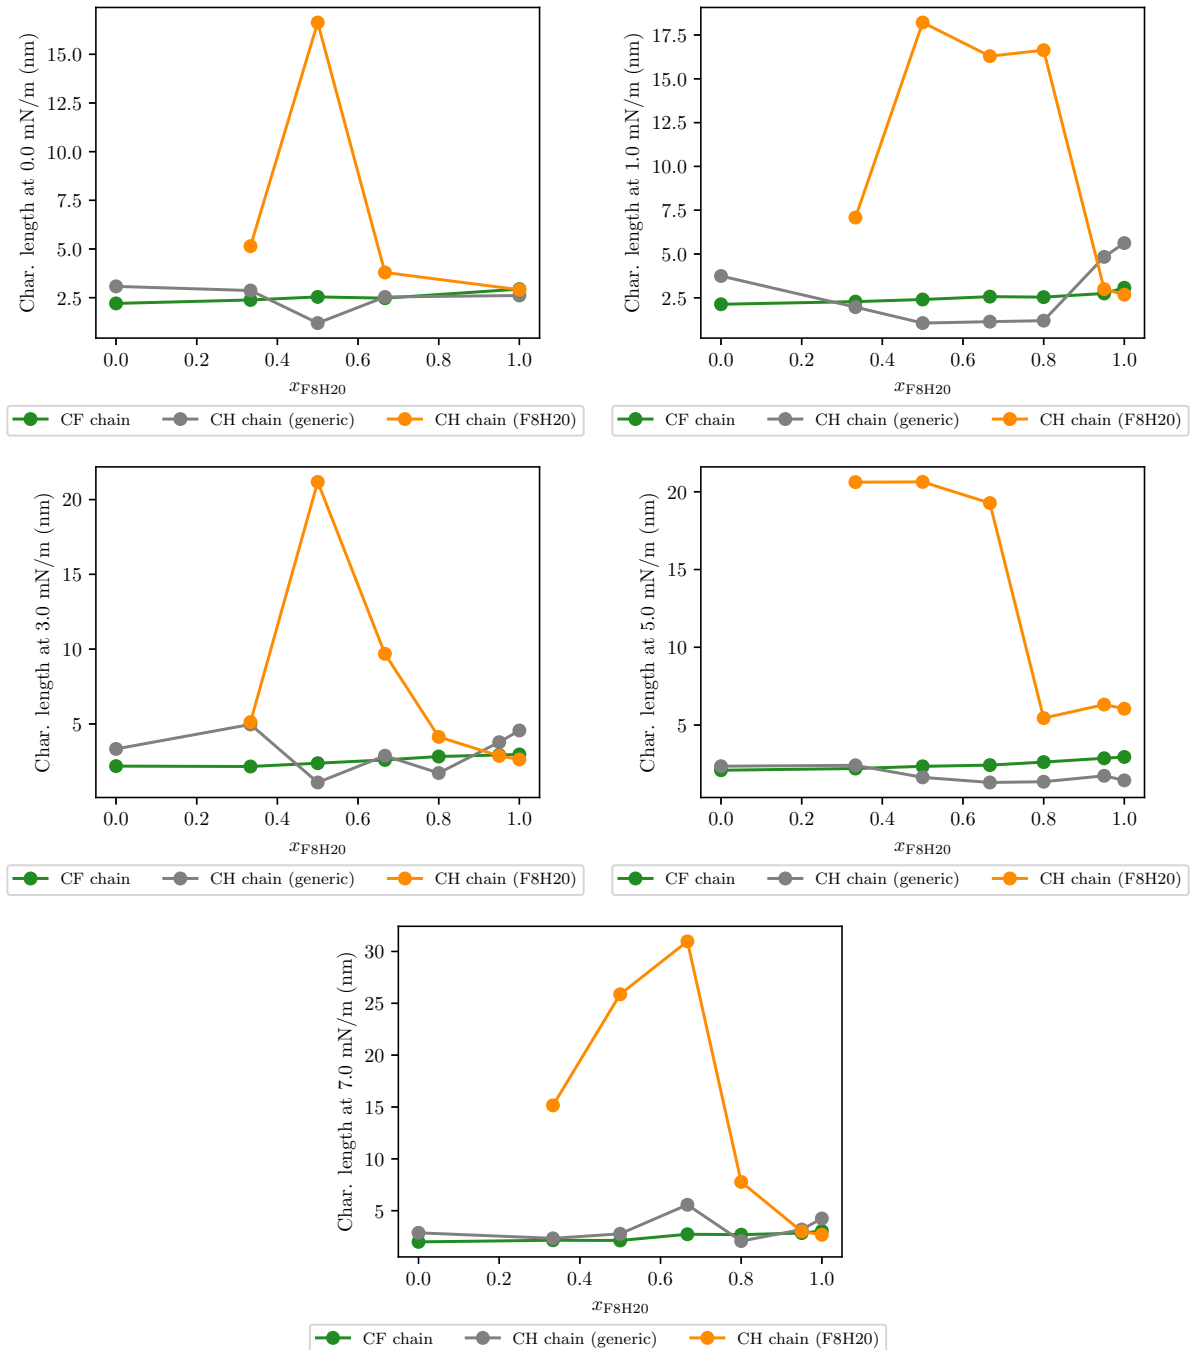 Char. length at 0.0 mN/m (nm)
15.0
12.5
10.0
7.5
5.0
2.5
0.0 0.2 0.4 0.6 0.8 1.0
xF8H20
CF chain CH chain (generic) CH chain (F8H20)
Char. length at 1.0 mN/m (nm)
17.5
15.0
12.5
10.0
7.5
5.0
2.5
0.0 0.2 0.4 0.6 0.8 1.0
xF8H20
CF chain CH chain (generic) CH chain (F8H20)
Char. length at 3.0 mN/m (nm)
20
15
10
5
0.0 0.2 0.4 0.6 0.8 1.0
xF8H20
CF chain CH chain (generic) CH chain (F8H20)
Char. length at 5.0 mN/m (nm)
20
15
10
5
0.0 0.2 0.4 0.6 0.8 1.0
xF8H20
CF chain CH chain (generic) CH chain (F8H20)
Char. length at 7.0 mN/m (nm)
30
25
20
15
10
5
0.0 0.2 0.4 0.6 0.8 1.0
xF8H20
CF chain CH chain (generic) CH chain (F8H20)